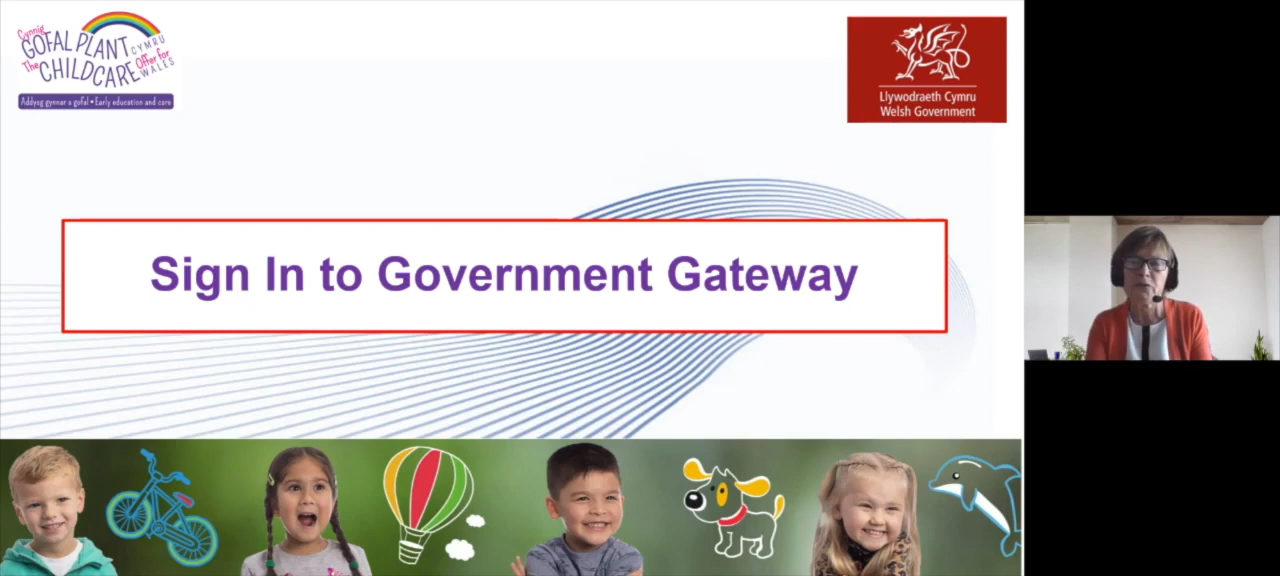 Cynnig
GOFAL PLANT
CYMRU
The
CHILDCARE
Offer for
WALES
Addysg gynnar a gofal • Early education and care
Llywodraeth Cymru
Welsh Government
Sign In to Government Gateway